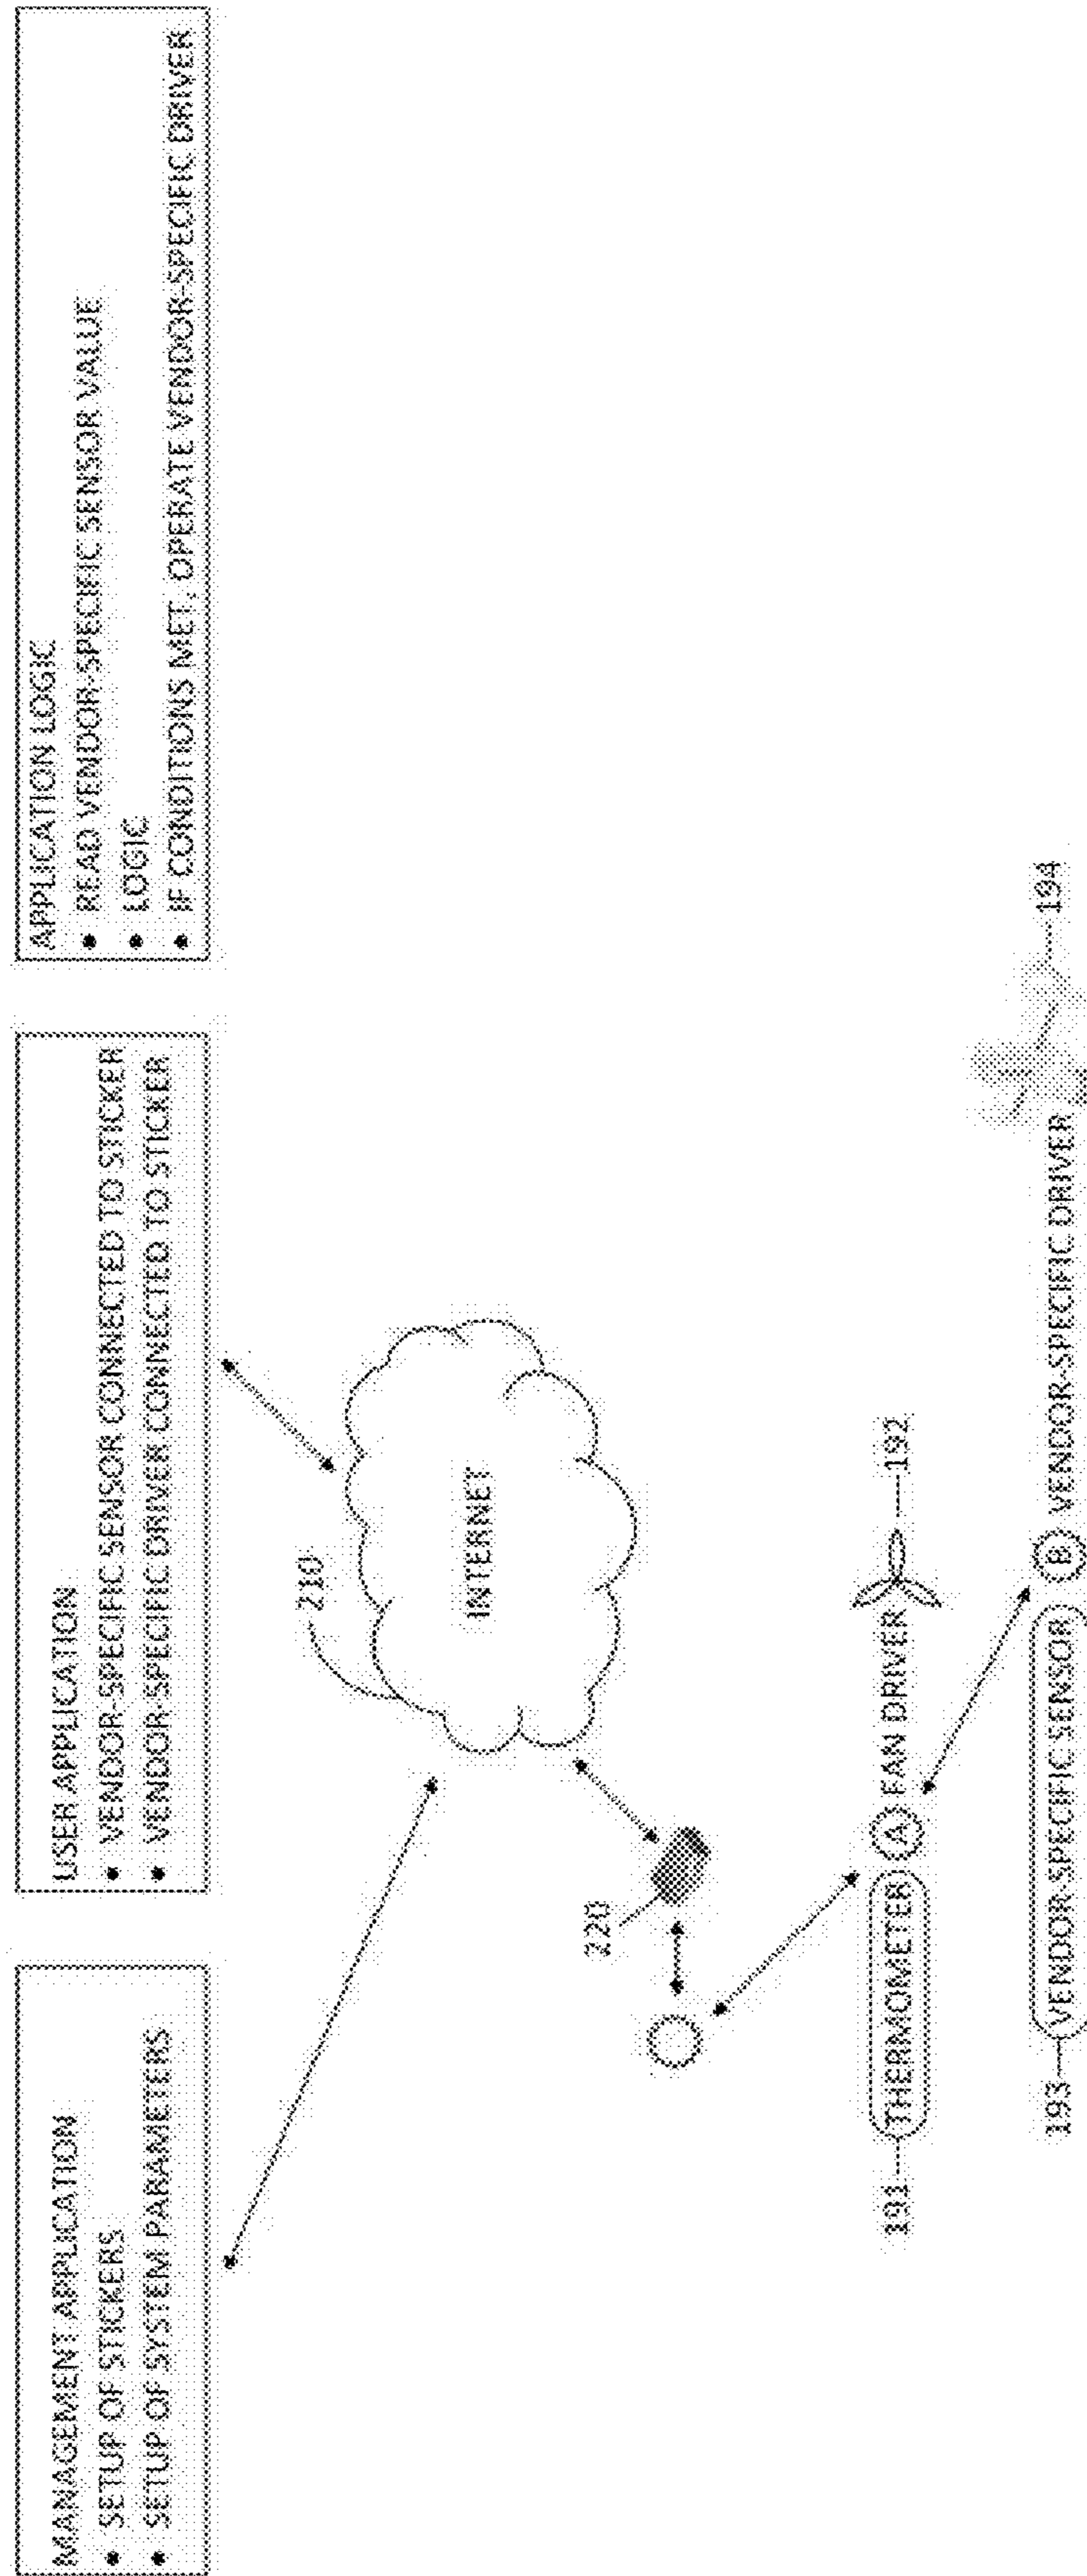 MANAGEMENT APPLICATION
• SETUP OF STICKERS
• SETUP OF SYSTEM PARAMETERS
USER APPLICATION
• VENDOR-SPECIFIC SENSOR CONNECTED TO STICKER
• VENDOR-SPECIFIC DRIVER CONNECTED TO STICKER
APPLICATION LOGIC
• READ VENDOR-SPECIFIC SENSOR VALUE
• LOGIC
• IF CONDITIONS MET, OPERATE VENDOR-SPECIFIC DRIVER
210
INTERNET
220
191 THERMOMETER A FAN DRIVER 192
193 VENDOR-SPECIFIC SENSOR B VENDOR-SPECIFIC DRIVER 194